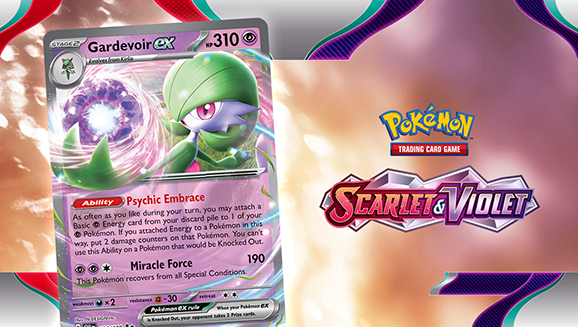 STAGE 2
Gardevoir ex
HP 310
Evolves from Kirlia
Ability Psychic Embrace
As often as you like during your turn, you may attach a
Basic Energy card from your discard pile to 1 of your
Pokémon. If you attached Energy to a Pokémon in this
way, put 2 damage counters on that Pokémon. You can't
use this Ability on a Pokémon that would be Knocked Out.
Miracle Force 190
This Pokémon recovers from all Special Conditions.
weakness ×2 resistance -30 retreat
Pokémon ex rule When your Pokémon ex
is Knocked Out, your opponent takes 2 Prize cards.
POKÉMON
TRADING CARD GAME
SCARLET & VIOLET